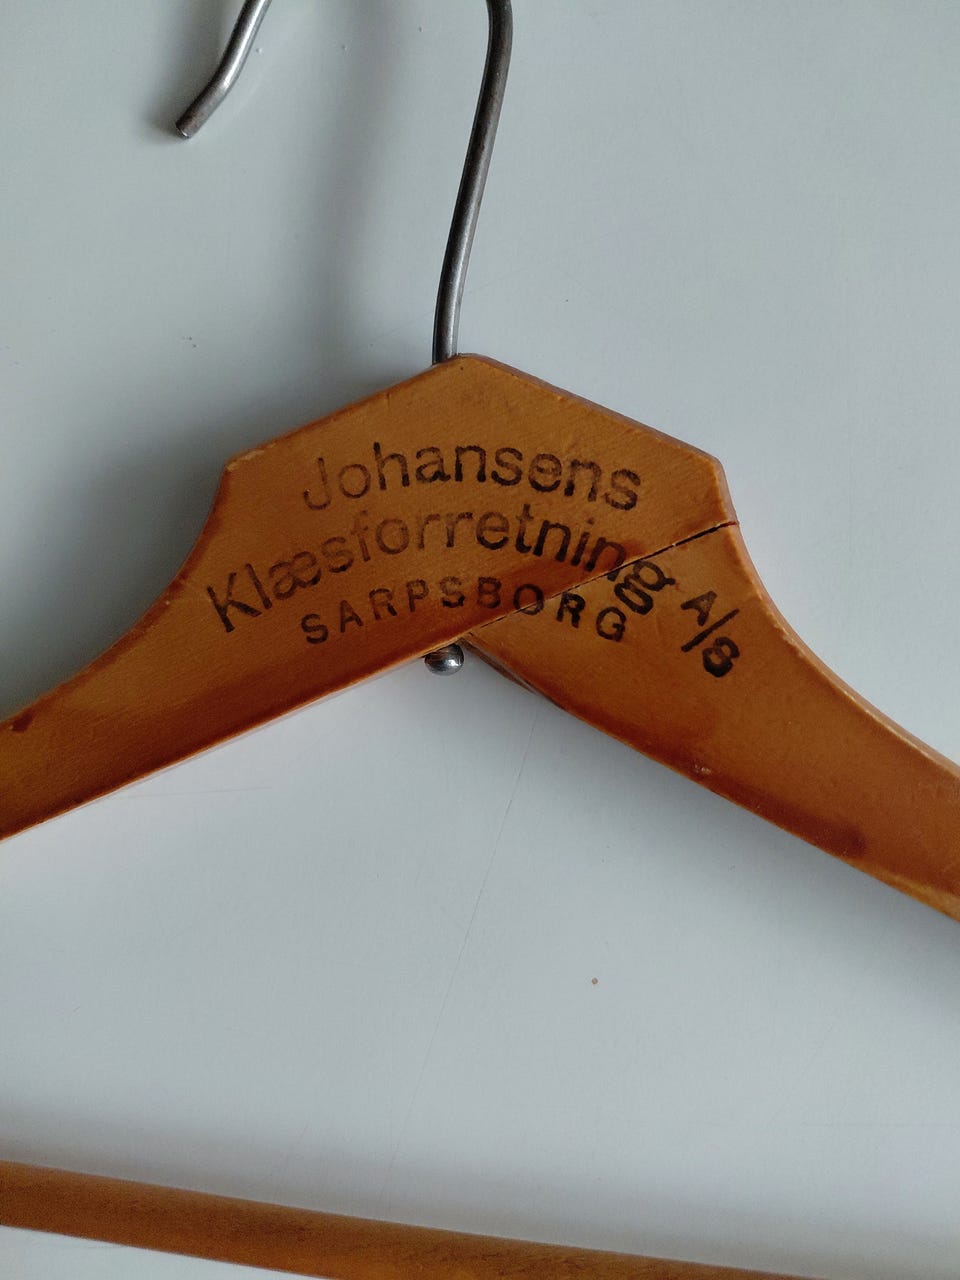 Johansens
Klæsforretning A/S
SARPSBORG